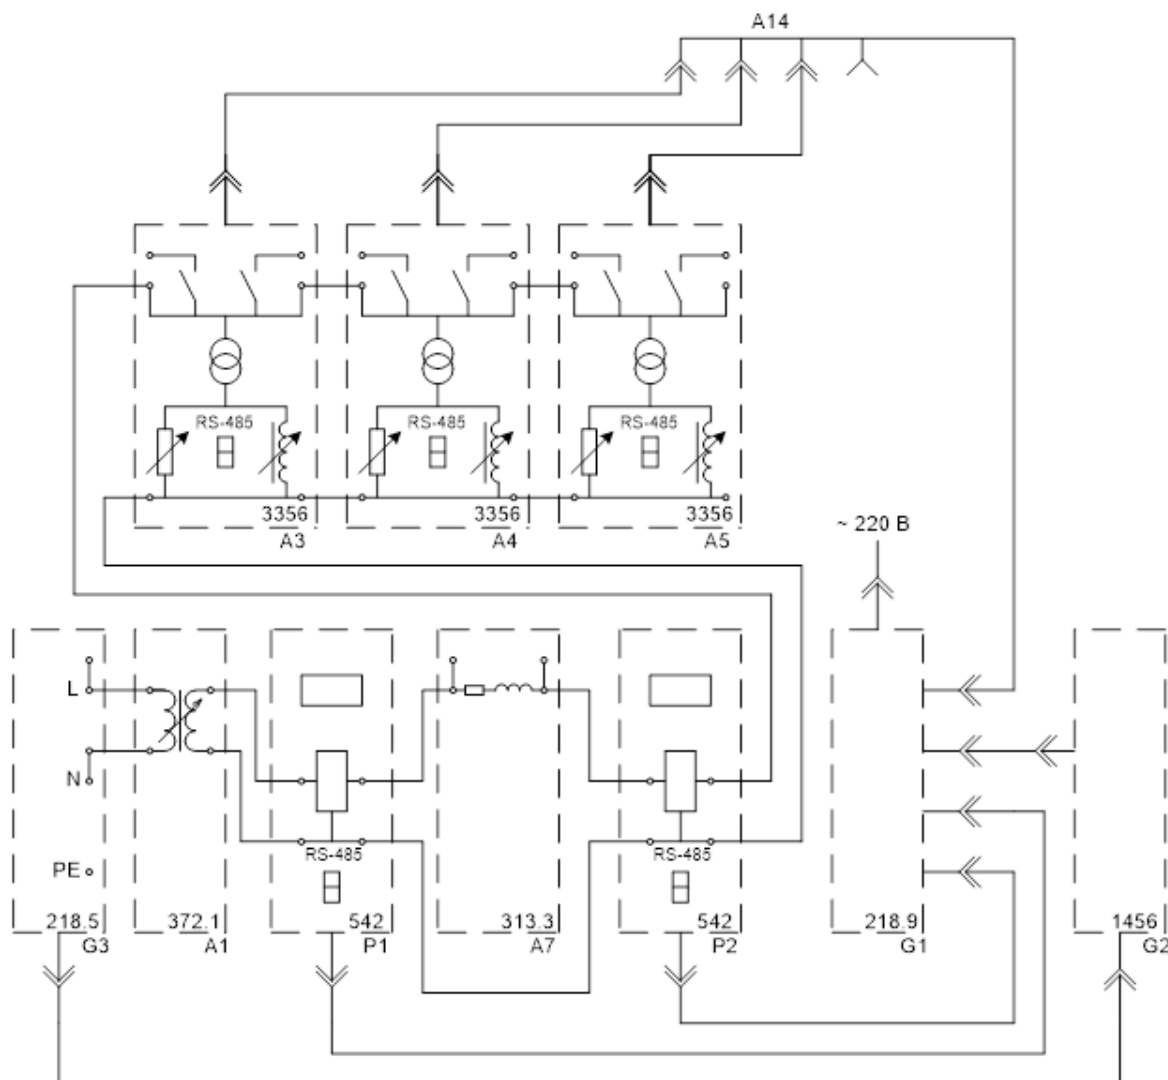 A14
RS-485
RS-485
RS-485
3356
3356
3356
A3
A4
A5
~ 220 В
L
N
RS-485
RS-485
PE
218.5
372.1
542
313.3
542
218.9
1456
G3
A1
P1
A7
P2
G1
G2